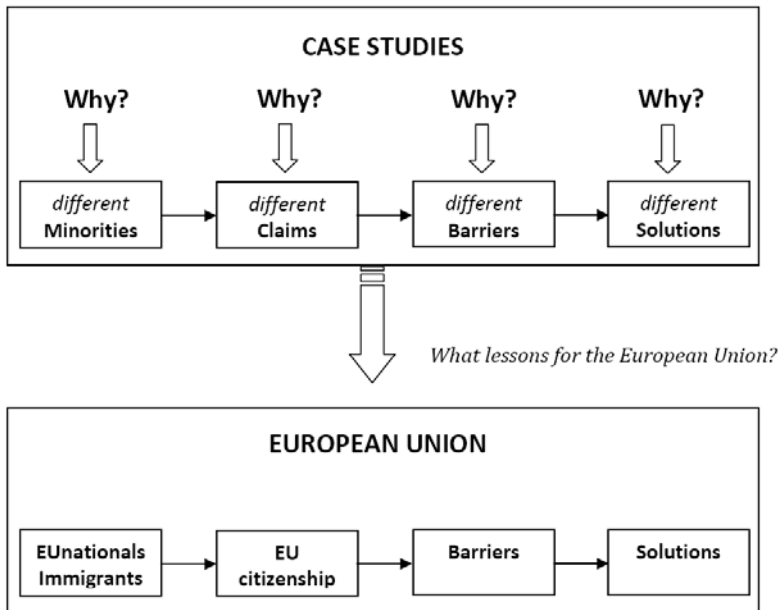 CASE STUDIES
Why? Why? Why? Why?
different different different different
Minorities Claims Barriers Solutions
What lessons for the European Union?
EUROPEAN UNION
EUnationals EU Barriers Solutions
Immigrants citizenship